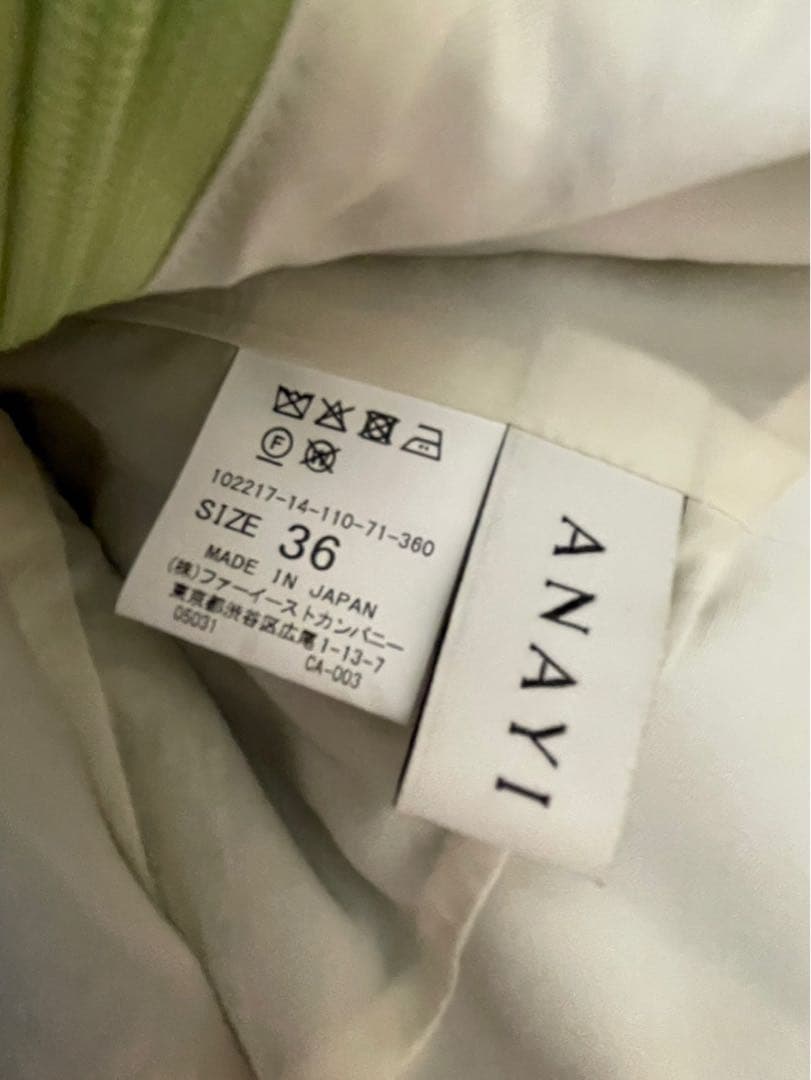 102217-14-110-71-360
SIZE 36
MADE IN JAPAN
(株)ファーイーストカンパニー
東京都渋谷区広尾1-13-7
05031
CA-003
ANAYI